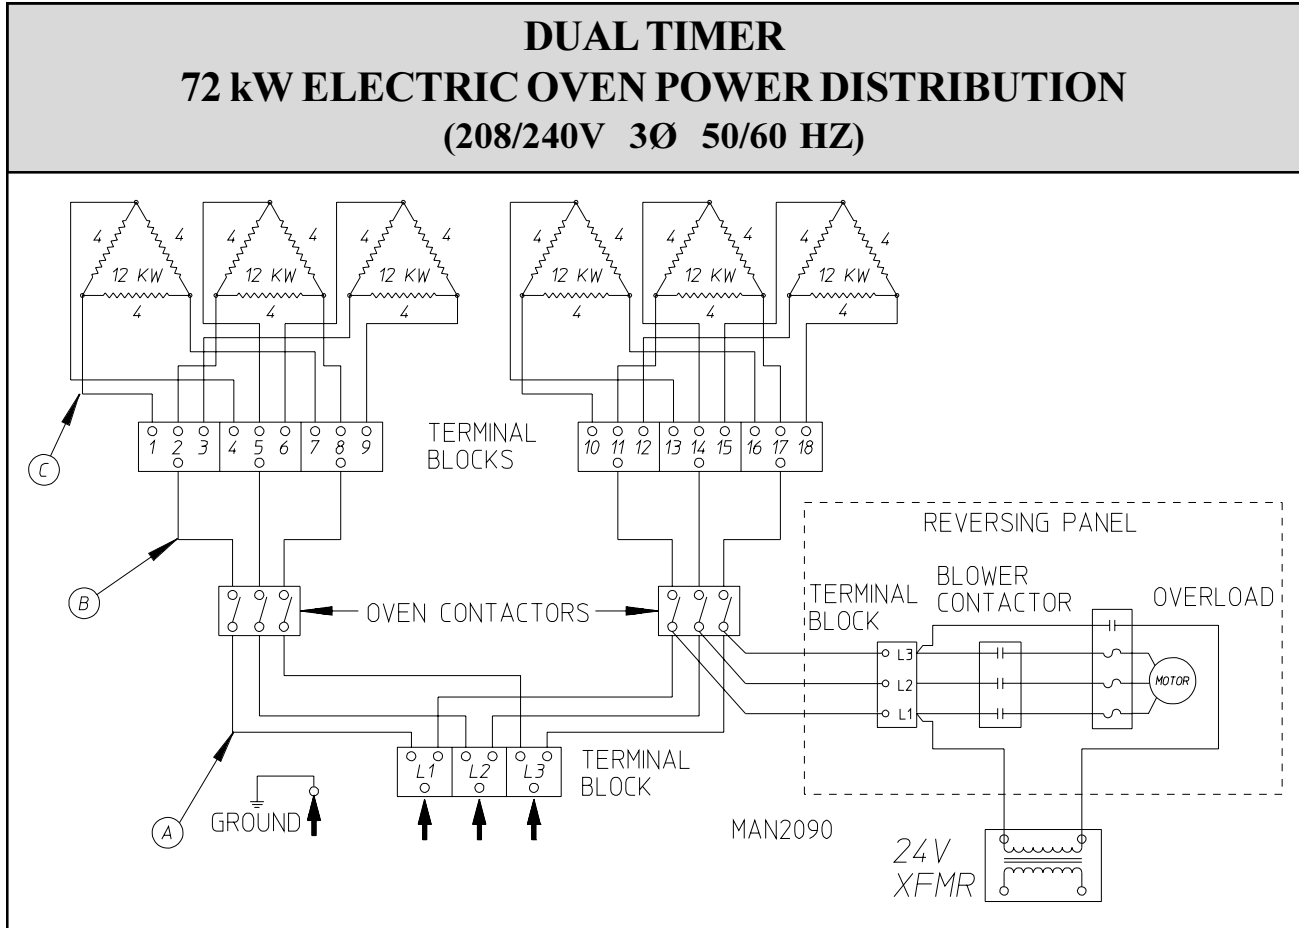 DUAL TIMER
72 kW ELECTRIC OVEN POWER DISTRIBUTION
(208/240V 3Ø 50/60 HZ)
4 4 4 4 4 4 4 4 4 4 4 4
12 KW 12 KW 12 KW 12 KW 12 KW 12 KW
4 4 4 4 4 4
C
1 2 3 4 5 6 7 8 9
TERMINAL
BLOCKS
10 11 12 13 14 15 16 17 18
B
OVEN CONTACTORS
REVERSING PANEL
TERMINAL
BLOCK
BLOWER
CONTACTOR
OVERLOAD
L3
L2
L1
MOTOR
A
GROUND
L1 L2 L3
TERMINAL
BLOCK
MAN2090
24V
XFMR